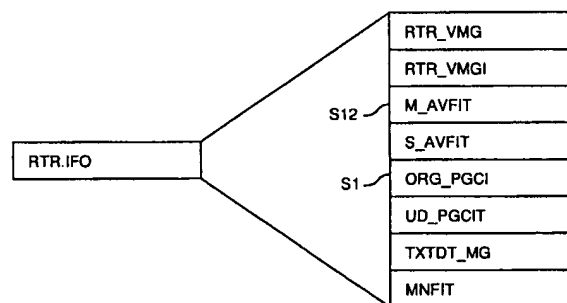 RTR_VMG
RTR_VMGI
S12 M_AVFIT
S_AVFIT
RTR.IFO
S1 ORG_PGCI
UD_PGCIT
TXTDT_MG
MNFIT